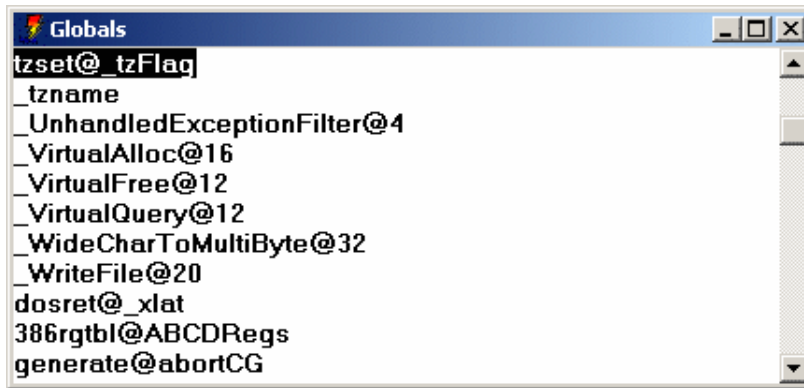 Globals
tzset@_tzFlag
_tzname
_UnhandledExceptionFilter@4
_VirtualAlloc@16
_VirtualFree@12
_VirtualQuery@12
_WideCharToMultiByte@32
_WriteFile@20
dosret@_xlat
386rgtbl@ABCDRegs
generate@abortCG